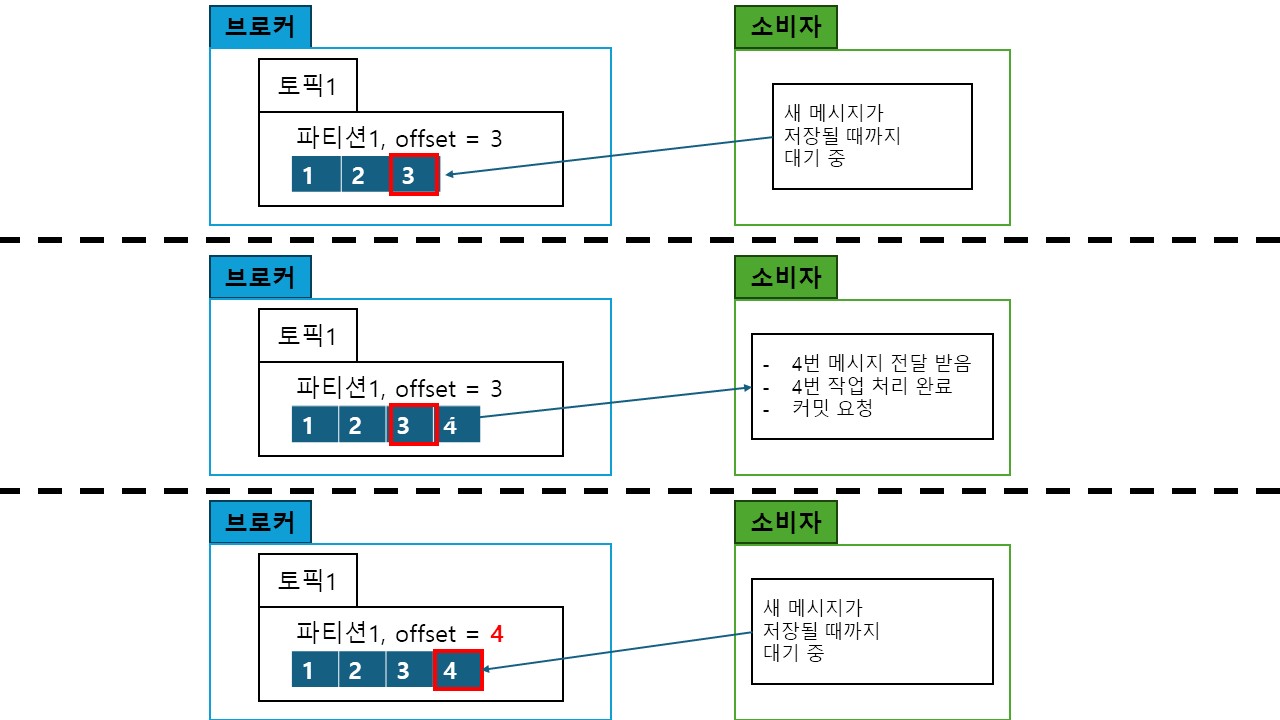 브로커
소비자
토픽1
파티션1, offset = 3
1 2 3
새 메시지가
저장될 때까지
대기 중
브로커
소비자
토픽1
파티션1, offset = 3
1 2 3 4
- 4번 메시지 전달 받음
- 4번 작업 처리 완료
- 커밋 요청
브로커
소비자
토픽1
파티션1, offset = 4
1 2 3 4
새 메시지가
저장될 때까지
대기 중